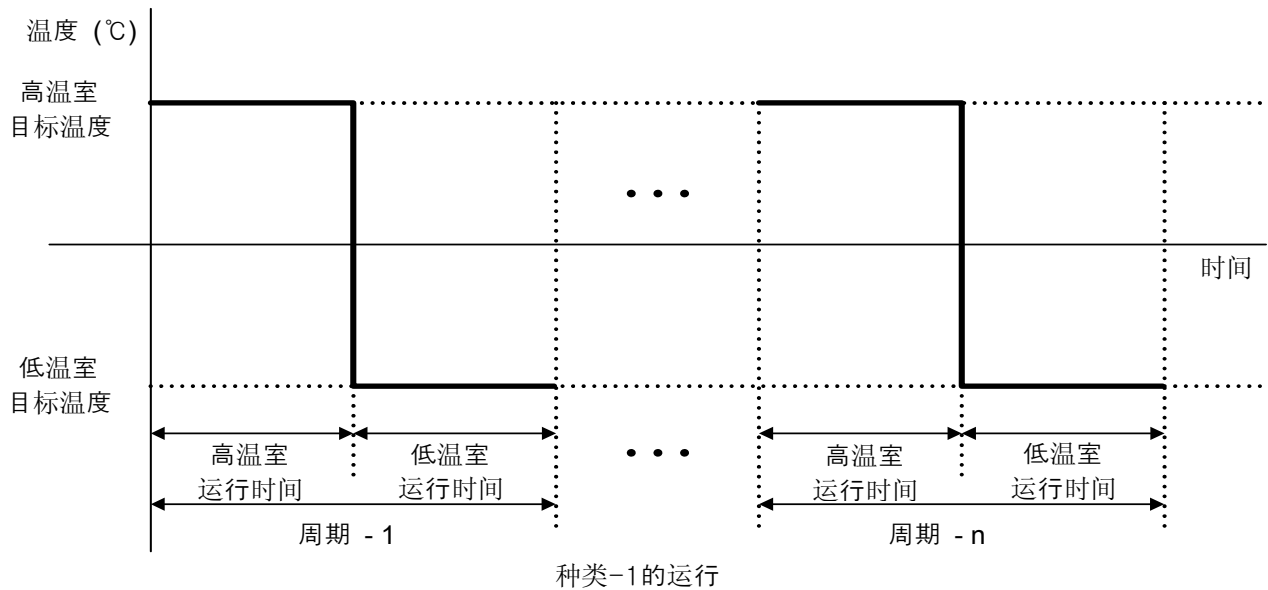 温度 (℃)
高温室
目标温度
时间
低温室
目标温度
高温室
运行时间
低温室
运行时间
高温室
运行时间
低温室
运行时间
周期 - 1
周期 - n
种类-1的运行